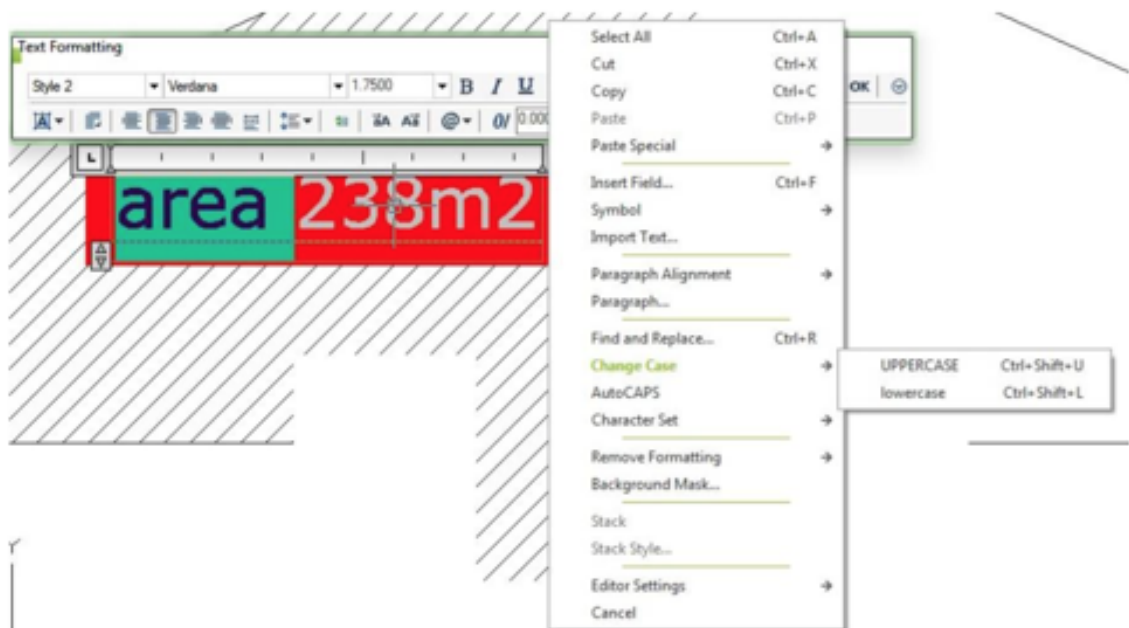 Text Formatting
Style 2 Verdana 1.7500 B I U OK
@ 0/ 0.000
L
area 238m2
Select All Ctrl+A
Cut Ctrl+X
Copy Ctrl+C
Paste Ctrl+P
Paste Special
Insert Field... Ctrl+F
Symbol
Import Text...
Paragraph Alignment
Paragraph...
Find and Replace... Ctrl+R
Change Case
UPPERCASE Ctrl+Shift+U
lowercase Ctrl+Shift+L
AutoCAPS
Character Set
Remove Formatting
Background Mask...
Stack
Stack Style...
Editor Settings
Cancel